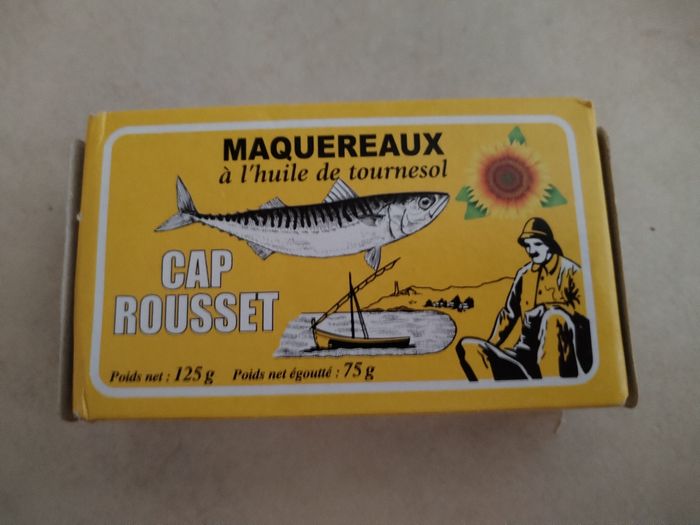 MAQUEREAUX
à l'huile de tournesol
CAP
ROUSSET
Poids net : 125 g Poids net égoutté : 75 g